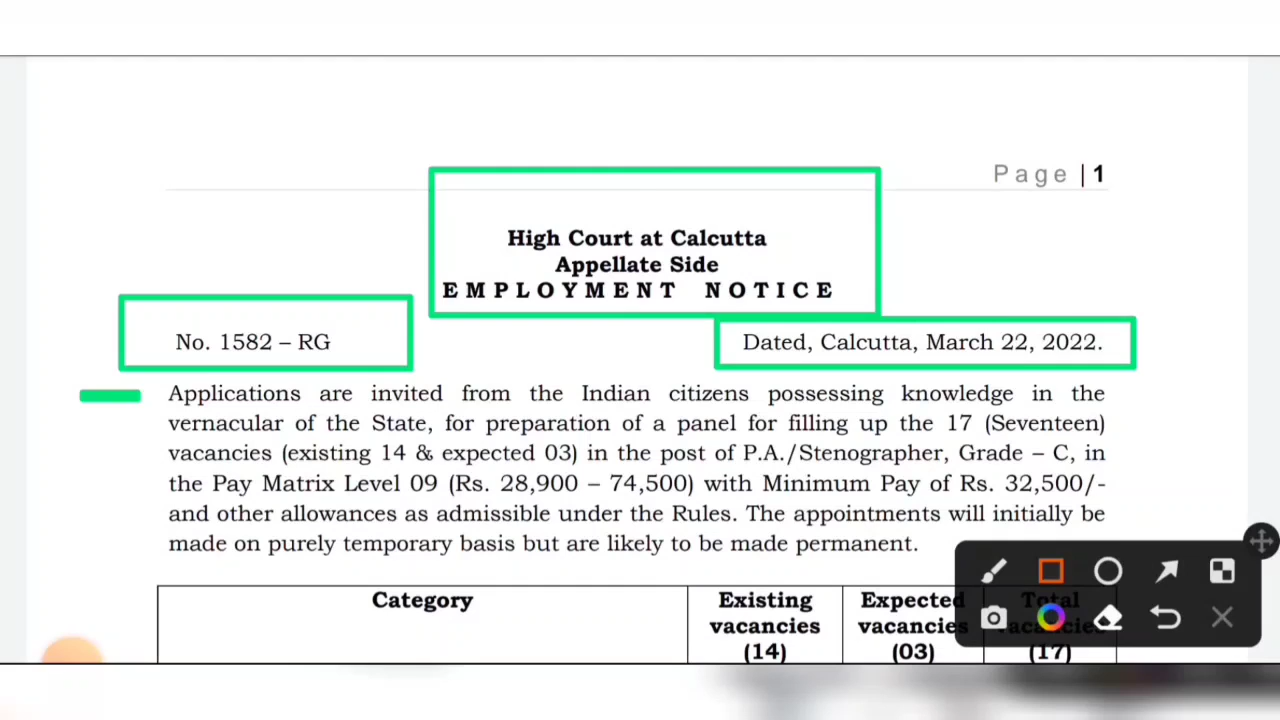 Page | 1
High Court at Calcutta
Appellate Side
EMPLOYMENT NOTICE
No. 1582 – RG
Dated, Calcutta, March 22, 2022.
Applications are invited from the Indian citizens possessing knowledge in the
vernacular of the State, for preparation of a panel for filling up the 17 (Seventeen)
vacancies (existing 14 & expected 03) in the post of P.A./Stenographer, Grade – C, in
the Pay Matrix Level 09 (Rs. 28,900 – 74,500) with Minimum Pay of Rs. 32,500/-
and other allowances as admissible under the Rules. The appointments will initially be
made on purely temporary basis but are likely to be made permanent.
Category
Existing
vacancies
(14)
Expected
vacancies
(03)
Total
vacancies
(17)